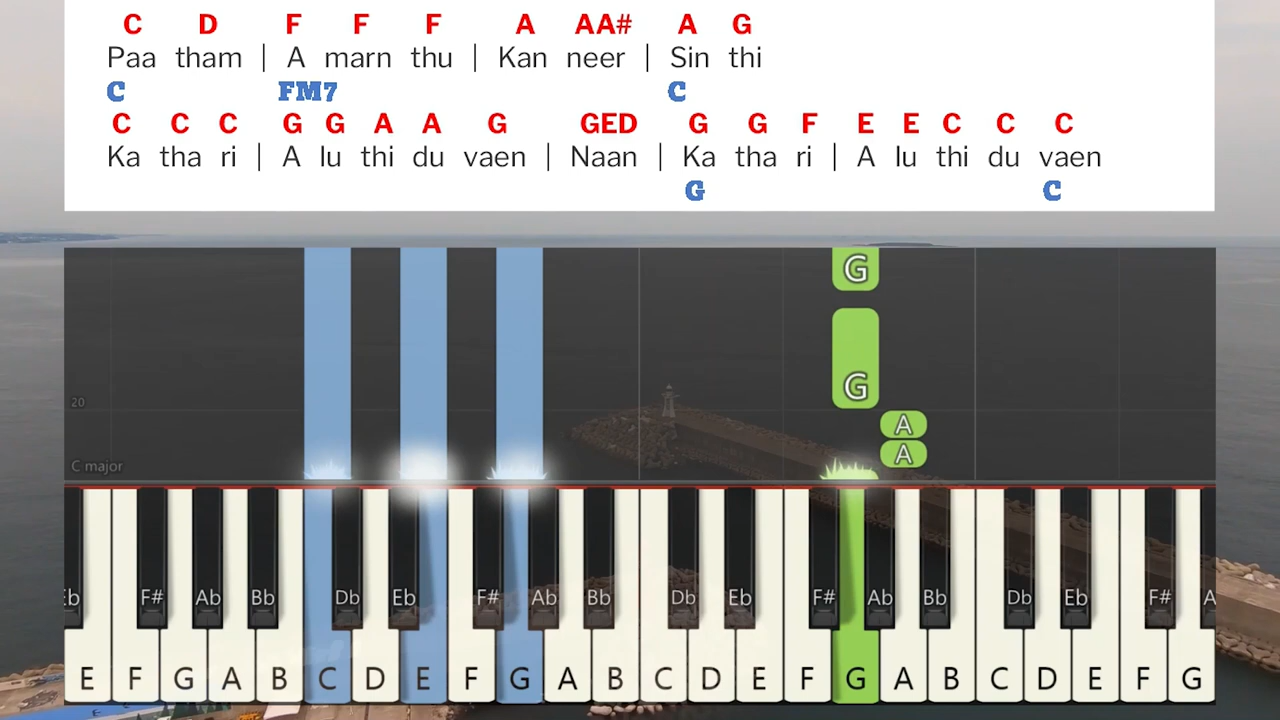 C D F F F A AA# A G
Paa tham | A marn thu | Kan neer | Sin thi
C FM7 C
C C C G G A A G GED G G F E E C C C
Ka tha ri | A lu thi du vaen | Naan | Ka tha ri | A lu thi du vaen
G C
G
G
20
A
A
C major
Eb F# Ab Bb Db Eb F# Ab Bb Db Eb F# Ab Bb Db Eb F# A
E F G A B C D E F G A B C D E F G A B C D E F G